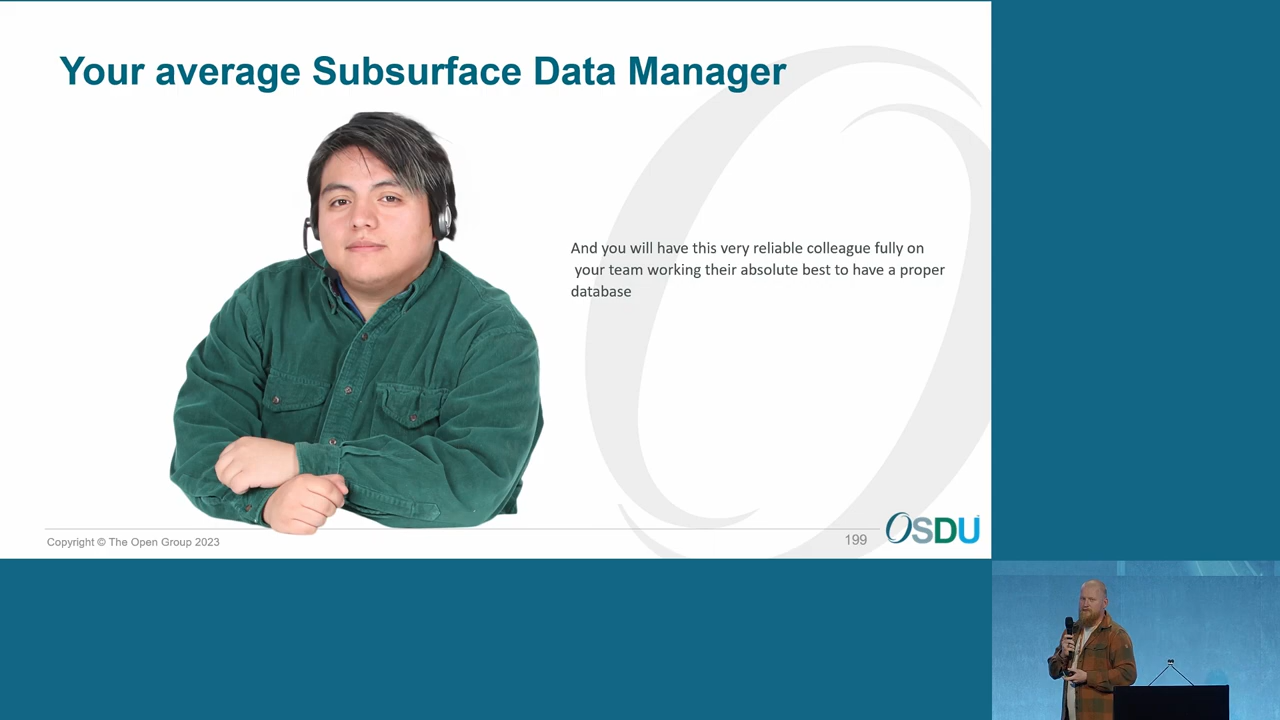 Your average Subsurface Data Manager
And you will have this very reliable colleague fully on
your team working their absolute best to have a proper
database
Copyright © The Open Group 2023
199
OSDU